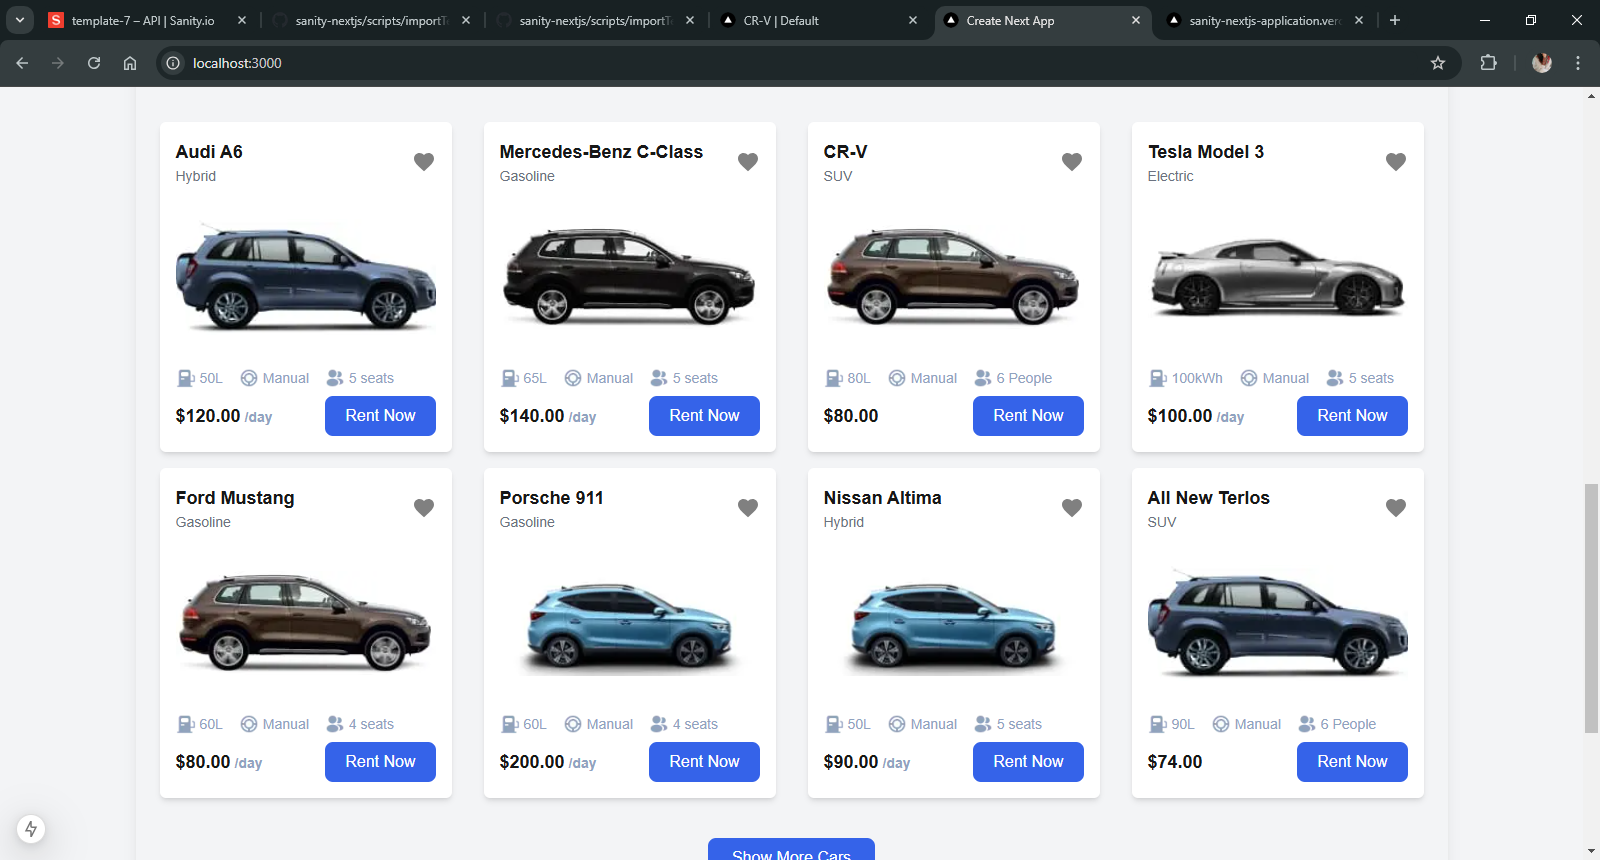 template-7 – API | Sanity.io
sanity-nextjs/scripts/importTe
sanity-nextjs/scripts/importTe
CR-V | Default
Create Next App
sanity-nextjs-application.verc
localhost:3000
Audi A6
Hybrid
50L Manual 5 seats
$120.00 /day Rent Now
Mercedes-Benz C-Class
Gasoline
65L Manual 5 seats
$140.00 /day Rent Now
CR-V
SUV
80L Manual 6 People
$80.00 Rent Now
Tesla Model 3
Electric
100kWh Manual 5 seats
$100.00 /day Rent Now
Ford Mustang
Gasoline
60L Manual 4 seats
$80.00 /day Rent Now
Porsche 911
Gasoline
60L Manual 4 seats
$200.00 /day Rent Now
Nissan Altima
Hybrid
50L Manual 5 seats
$90.00 /day Rent Now
All New Terlos
SUV
90L Manual 6 People
$74.00 Rent Now
Show More Cars